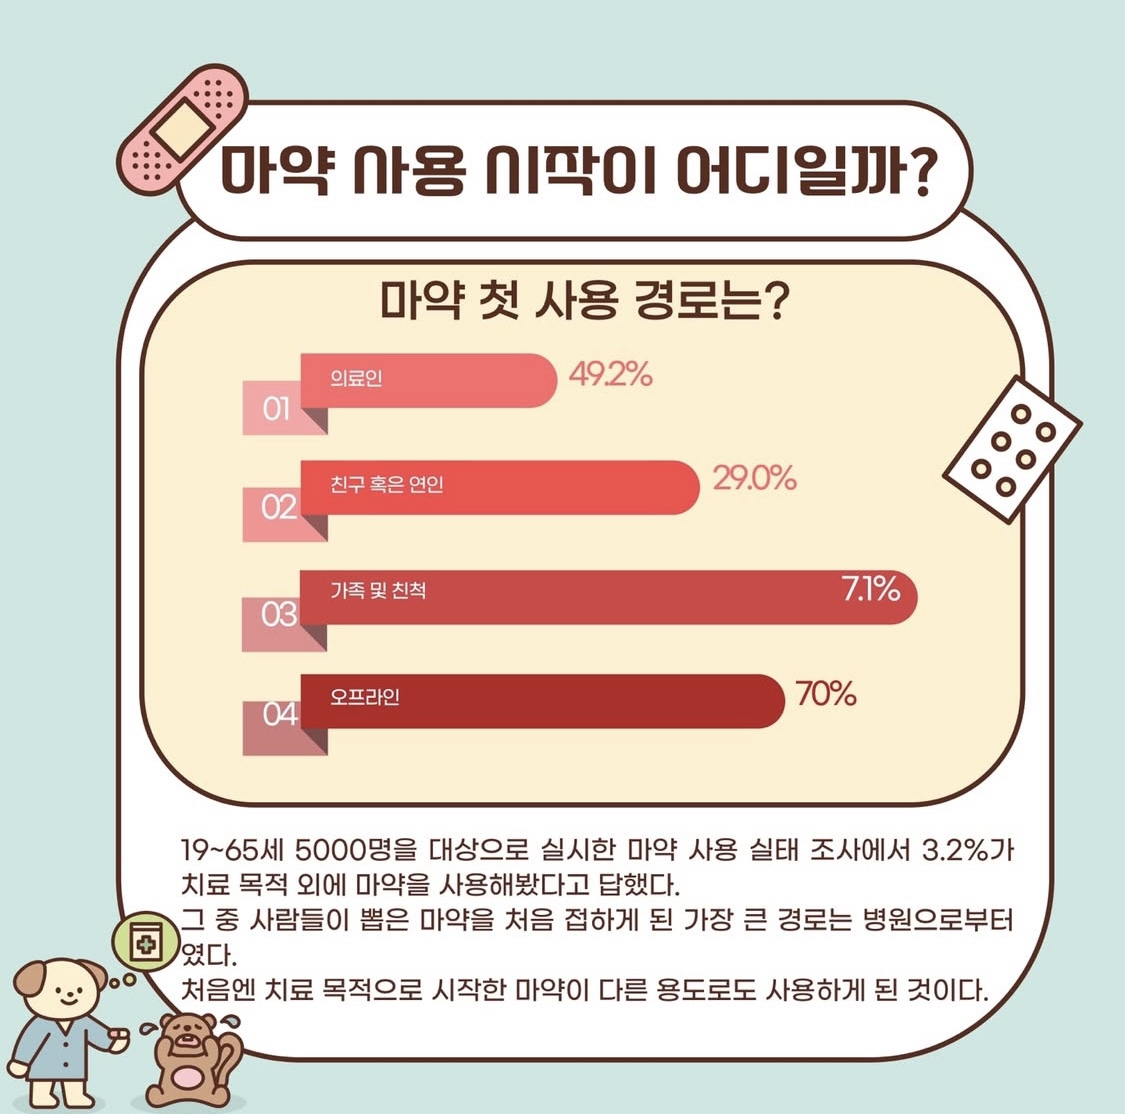 마약 사용 시작이 어디일까?
마약 첫 사용 경로는?
01 의료인 49.2%
02 친구 혹은 연인 29.0%
03 가족 및 친척 7.1%
04 오프라인 70%
19~65세 5000명을 대상으로 실시한 마약 사용 실태 조사에서 3.2%가
치료 목적 외에 마약을 사용해봤다고 답했다.
그 중 사람들이 뽑은 마약을 처음 접하게 된 가장 큰 경로는 병원으로부터
였다.
처음엔 치료 목적으로 시작한 마약이 다른 용도로도 사용하게 된 것이다.